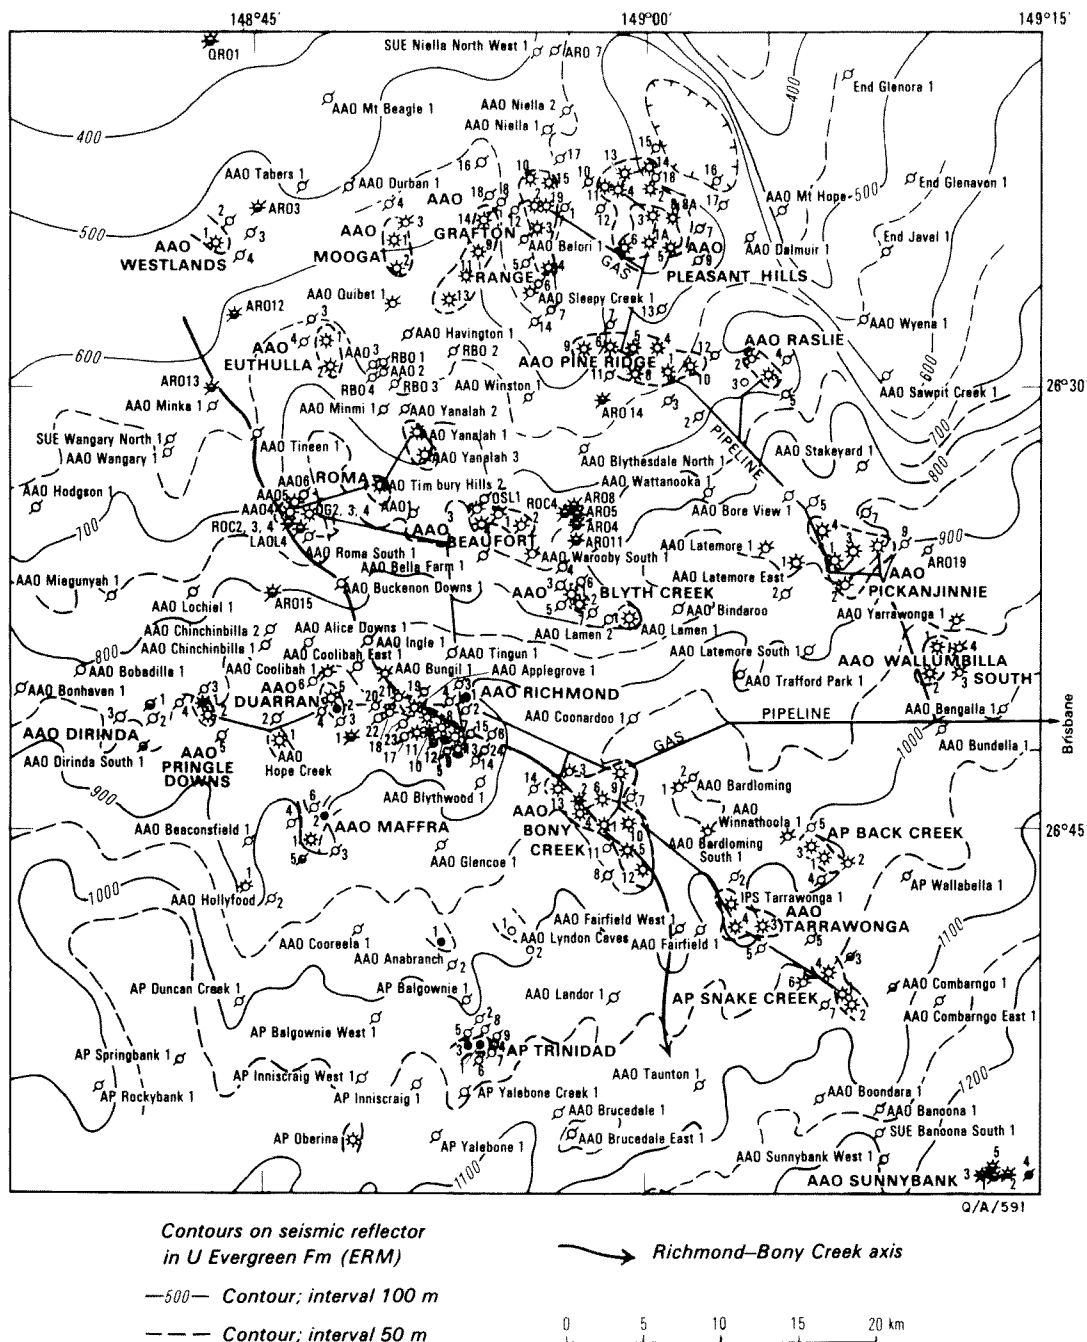 148°45'
149°00'
149°15'
QR01
SUE Niella North West 1
ARO 7
400
End Glenora 1
AAO Mt Beagle 1
AAO Niella 2
AAO Niella 1
400
AAO Tabers 1
AAO Durban 1
AAO Mt Hope
500
End Glenavon 1
ARO3
500
AAO
WESTLANDS
AAO
MOOGA
AAO
GRAFTON
RANGE
AAO Belori 1
GAS
AAO
PLEASANT HILLS
AAO Dalmuir 1
End Javel 1
AAO Quibet 1
AAO Sleepy Creek 1
ARO12
AAO Wyena 1
600
AAO
EUTHULLA
AAO Havington 1
AAO 3
RBO 1
RBO 2
AAO 2
RBO 4
RBO 3
AAO PINE RIDGE
AAO RASLIE
600
ARO13
AAO Minka 1
AAO Winston 1
ARO 14
AAO Sawpit Creek 1
26°30'
AAO Minmi 1
AAO Yanalah 2
700
SUE Wangary North 1
AAO Wangary 1
AAO Tineen 1
AAO Yanalah 1
AAO Yanalah 3
PIPELINE
AAO Stakeyard 1
800
AAO Blythesdale North 1
AAO Hodgson 1
ROMA
AAO6
AAO5
AAO4
AAO Timbury Hills 2
AAO Wattanooka 1
OG2, 3, 4
AAO1
OSL1
ROC4
ARO8
ARO5
ARO4
ARO11
AAO Bore View 1
700
ROC2, 3, 4
LAOL4
AAO
BEAUFORT
900
AAO Roma South 1
AAO Warooby South 1
AAO Latemore 1
ARO19
AAO Bella Farm 1
AAO Miegunyah 1
AAO Buckenon Downs
AAO
BLYTH CREEK
AAO Latemore East
AAO
PICKANJINNIE
AAO Lochiel 1
ARO15
AAO Bindaroo
AAO Yarrawonga 1
AAO Chinchinbilla 2
AAO Alice Downs 1
AAO Lamen 2
AAO Lamen 1
AAO Chinchinbilla 1
AAO Ingle 1
800
AAO Coolibah East 1
AAO Tingun 1
AAO Latemore South 1
AAO WALLUMBILLA
SOUTH
AAO Bobadilla 1
AAO Coolibah 1
AAO Bungil 1
AAO Applegrove 1
AAO Trafford Park 1
AAO Bonhaven 1
AAO
DUARRAN
AAO RICHMOND
AAO Bengalla 1
AAO DIRINDA
AAO Coonardoo 1
PIPELINE
GAS
1000
AAO Bundella 1
Brisbane
AAO Dirinda South 1
AAO
PRINGLE
DOWNS
AAO
Hope Creek
900
AAO Blythwood 1
AAO Bardloming
AAO
BONY
CREEK
AAO
Winnathoola 1
AAO Beaconsfield 1
AAO MAFFRA
AAO Bardloming
South 1
AP BACK CREEK
26°45'
AAO Glencoe 1
1000
AAO Hollyfood
AP Wallabella 1
IPS Tarrawonga 1
AAO
TARRAWONGA
AAO Fairfield West 1
AAO Fairfield 1
1100
AAO Cooreela 1
AAO Lyndon Caves
AAO Anabranch
AP Duncan Creek 1
AP Balgownie 1
AAO Landor 1
AP SNAKE CREEK
AAO Combarngo 1
AAO Combarngo East 1
AP Balgownie West 1
AP Springbank 1
AP TRINIDAD
AP Rockybank 1
AP Inniscraig West 1
AP Inniscraig 1
AP Yalebone Creek 1
AAO Taunton 1
1200
AAO Boondara 1
AAO Banoona 1
AP Oberina
AP Yalebone 1
AAO Brucedale 1
AAO Brucedale East 1
SUE Banoona South 1
AAO Sunnybank West 1
1100
AAO SUNNYBANK
Q/A/591
Contours on seismic reflector
in U Evergreen Fm (ERM)
Richmond–Bony Creek axis
500 Contour; interval 100 m
Contour; interval 50 m
0 5 10 15 20 km